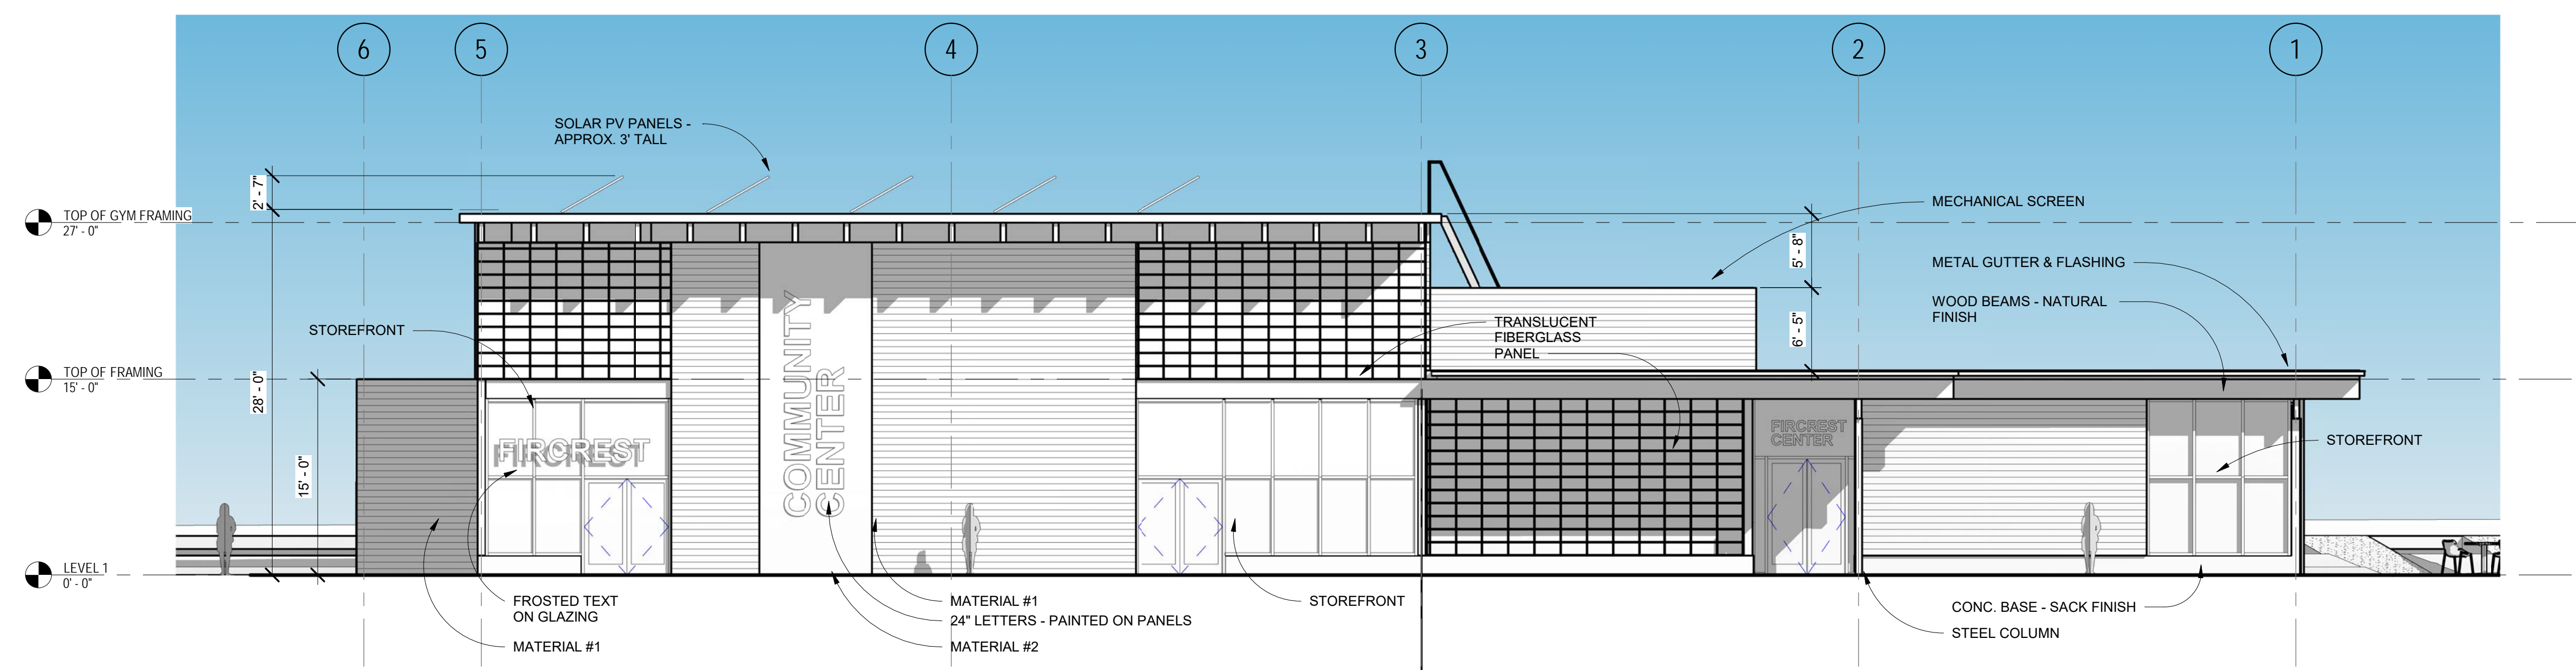 6
5
4
3
2
1
SOLAR PV PANELS -
APPROX. 3' TALL
2' - 7"
TOP OF GYM FRAMING
27' - 0"
MECHANICAL SCREEN
5' - 8"
METAL GUTTER & FLASHING
WOOD BEAMS - NATURAL
FINISH
STOREFRONT
TRANSLUCENT
FIBERGLASS
PANEL
6' - 5"
TOP OF FRAMING
15' - 0"
28' - 0"
15' - 0"
COMMUNITY
CENTER
FIRCREST
FIRCREST
CENTER
STOREFRONT
LEVEL 1
0' - 0"
FROSTED TEXT
ON GLAZING
MATERIAL #1
MATERIAL #1
24" LETTERS - PAINTED ON PANELS
MATERIAL #2
STOREFRONT
CONC. BASE - SACK FINISH
STEEL COLUMN